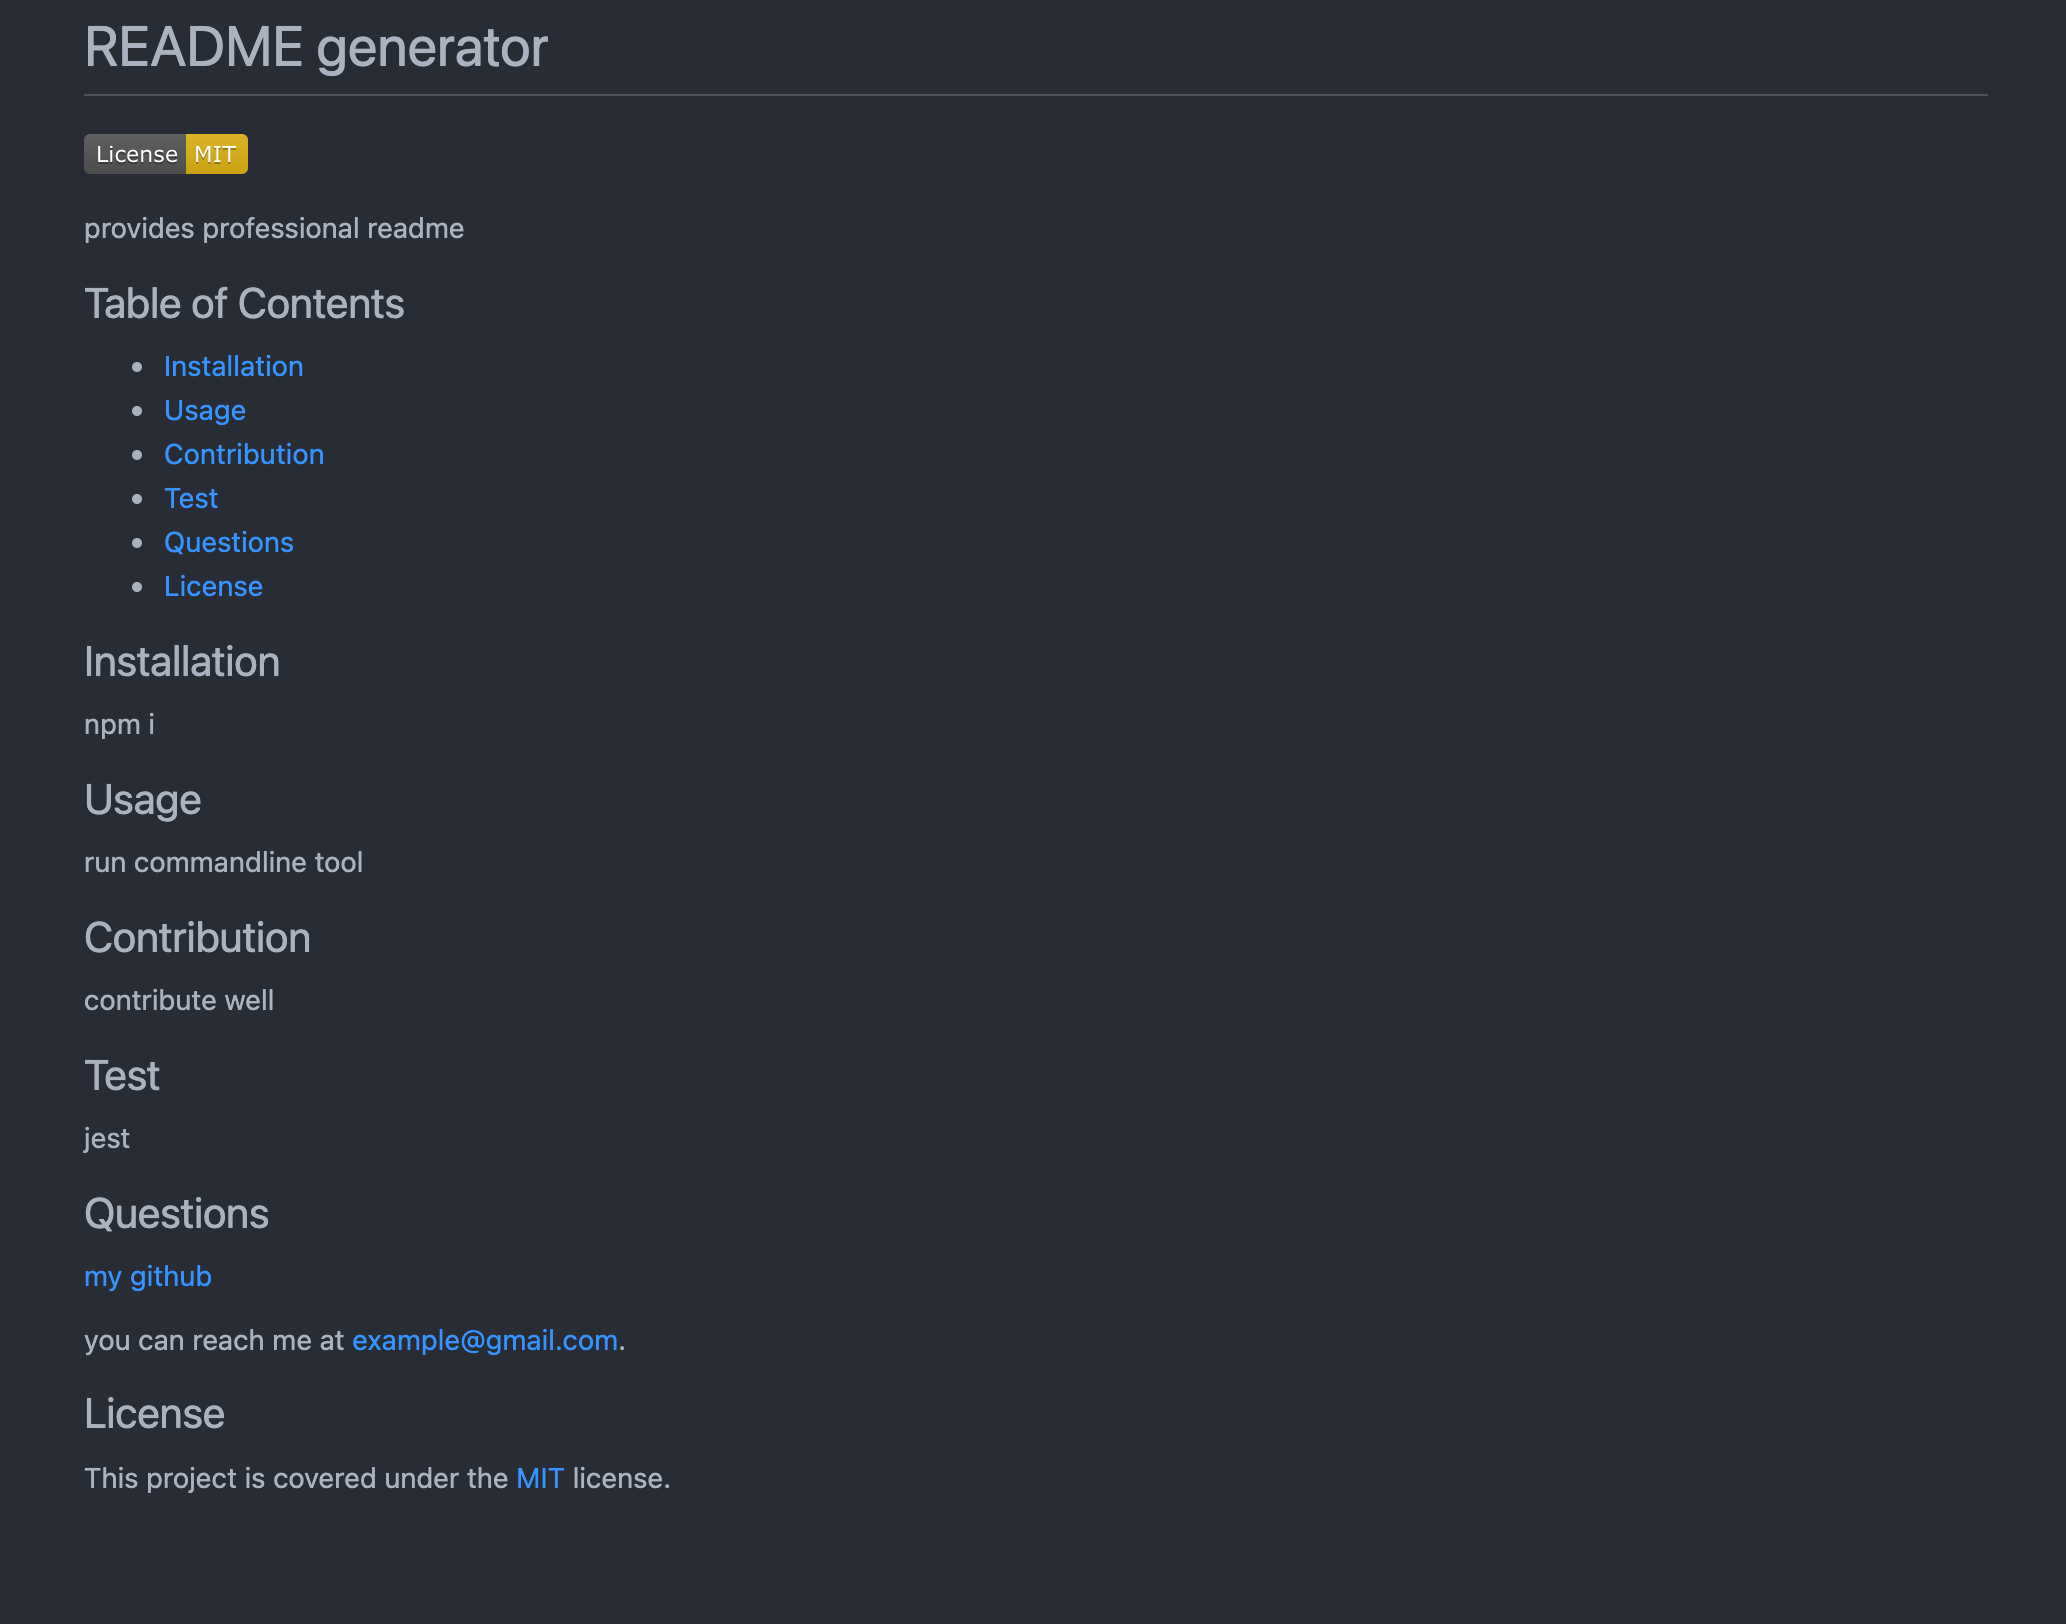 README generator
License MIT
provides professional readme
Table of Contents
Installation
Usage
Contribution
Test
Questions
License
Installation
npm i
Usage
run commandline tool
Contribution
contribute well
Test
jest
Questions
my github
you can reach me at example@gmail.com.
License
This project is covered under the MIT license.